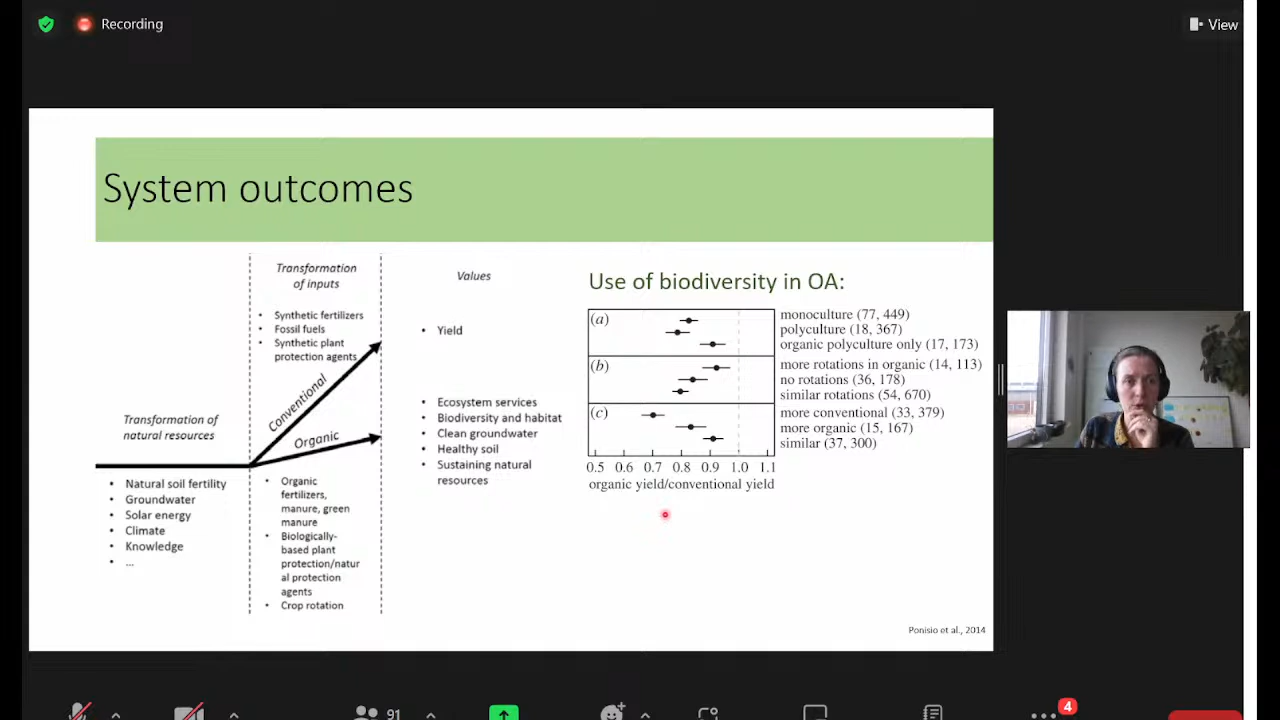 Recording
View
System outcomes
Transformation
of inputs
Values
• Synthetic fertilizers
• Fossil fuels
• Synthetic plant
protection agents
• Yield
Conventional
Organic
Transformation of
natural resources
• Ecosystem services
• Biodiversity and habitat
• Clean groundwater
• Healthy soil
• Sustaining natural
resources
• Natural soil fertility
• Groundwater
• Solar energy
• Climate
• Knowledge
• ...
• Organic
fertilizers,
manure, green
manure
• Biologically-
based plant
protection/natur
al protection
agents
• Crop rotation
Use of biodiversity in OA:
(a)
monoculture (77, 449)
polyculture (18, 367)
organic polyculture only (17, 173)
(b)
more rotations in organic (14, 113)
no rotations (36, 178)
similar rotations (54, 670)
(c)
more conventional (33, 379)
more organic (15, 167)
similar (37, 300)
0.5 0.6 0.7 0.8 0.9 1.0 1.1
organic yield/conventional yield
Ponisio et al., 2014
91
4